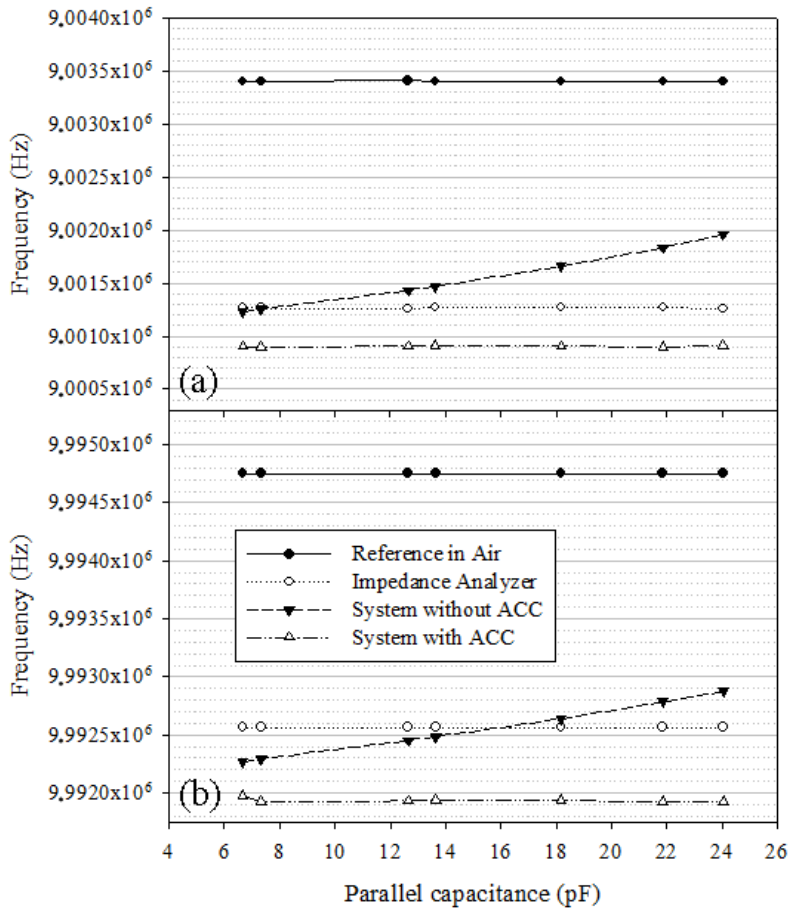 9.0040x10⁶
9.0035x10⁶
9.0030x10⁶
9.0025x10⁶
9.0020x10⁶
9.0015x10⁶
9.0010x10⁶
9.0005x10⁶
Frequency (Hz)
(a)
9.9950x10⁶
9.9945x10⁶
9.9940x10⁶
9.9935x10⁶
9.9930x10⁶
9.9925x10⁶
9.9920x10⁶
Frequency (Hz)
Reference in Air
Impedance Analyzer
System without ACC
System with ACC
(b)
4 6 8 10 12 14 16 18 20 22 24 26
Parallel capacitance (pF)